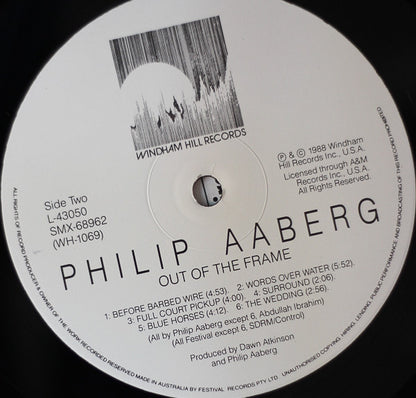 WINDHAM HILL RECORDS
℗ & © 1988 Windham
Hill Records Inc., U.S.A.
Licensed through A&M
Records Inc., U.S.A.
All Rights Reserved.
Side Two
L-43050
SMX-68962
(WH-1069)
PHILIP AABERG
OUT OF THE FRAME
1: BEFORE BARBED WIRE (4:53). 2: WORDS OVER WATER (5:52).
3: FULL COURT PICKUP (4:00). 4: SURROUND (2:06).
5: BLUE HORSES (4:12). 6: THE WEDDING (2:56).
(All by Philip Aaberg except 6, Abdullah Ibrahim)
(All Festival except 6, SDRM/Control)
Produced by Dawn Atkinson
and Philip Aaberg
ALL RIGHTS OF RECORD PRODUCER & OWNER OF THE WORK RECORDED RESERVED MADE IN AUSTRALIA BY FESTIVAL RECORDS PTY LTD UNAUTHORISED COPYING, HIRING, LENDING, PUBLIC PERFORMANCE AND BROADCASTING OF THIS RECORD PROHIBITED